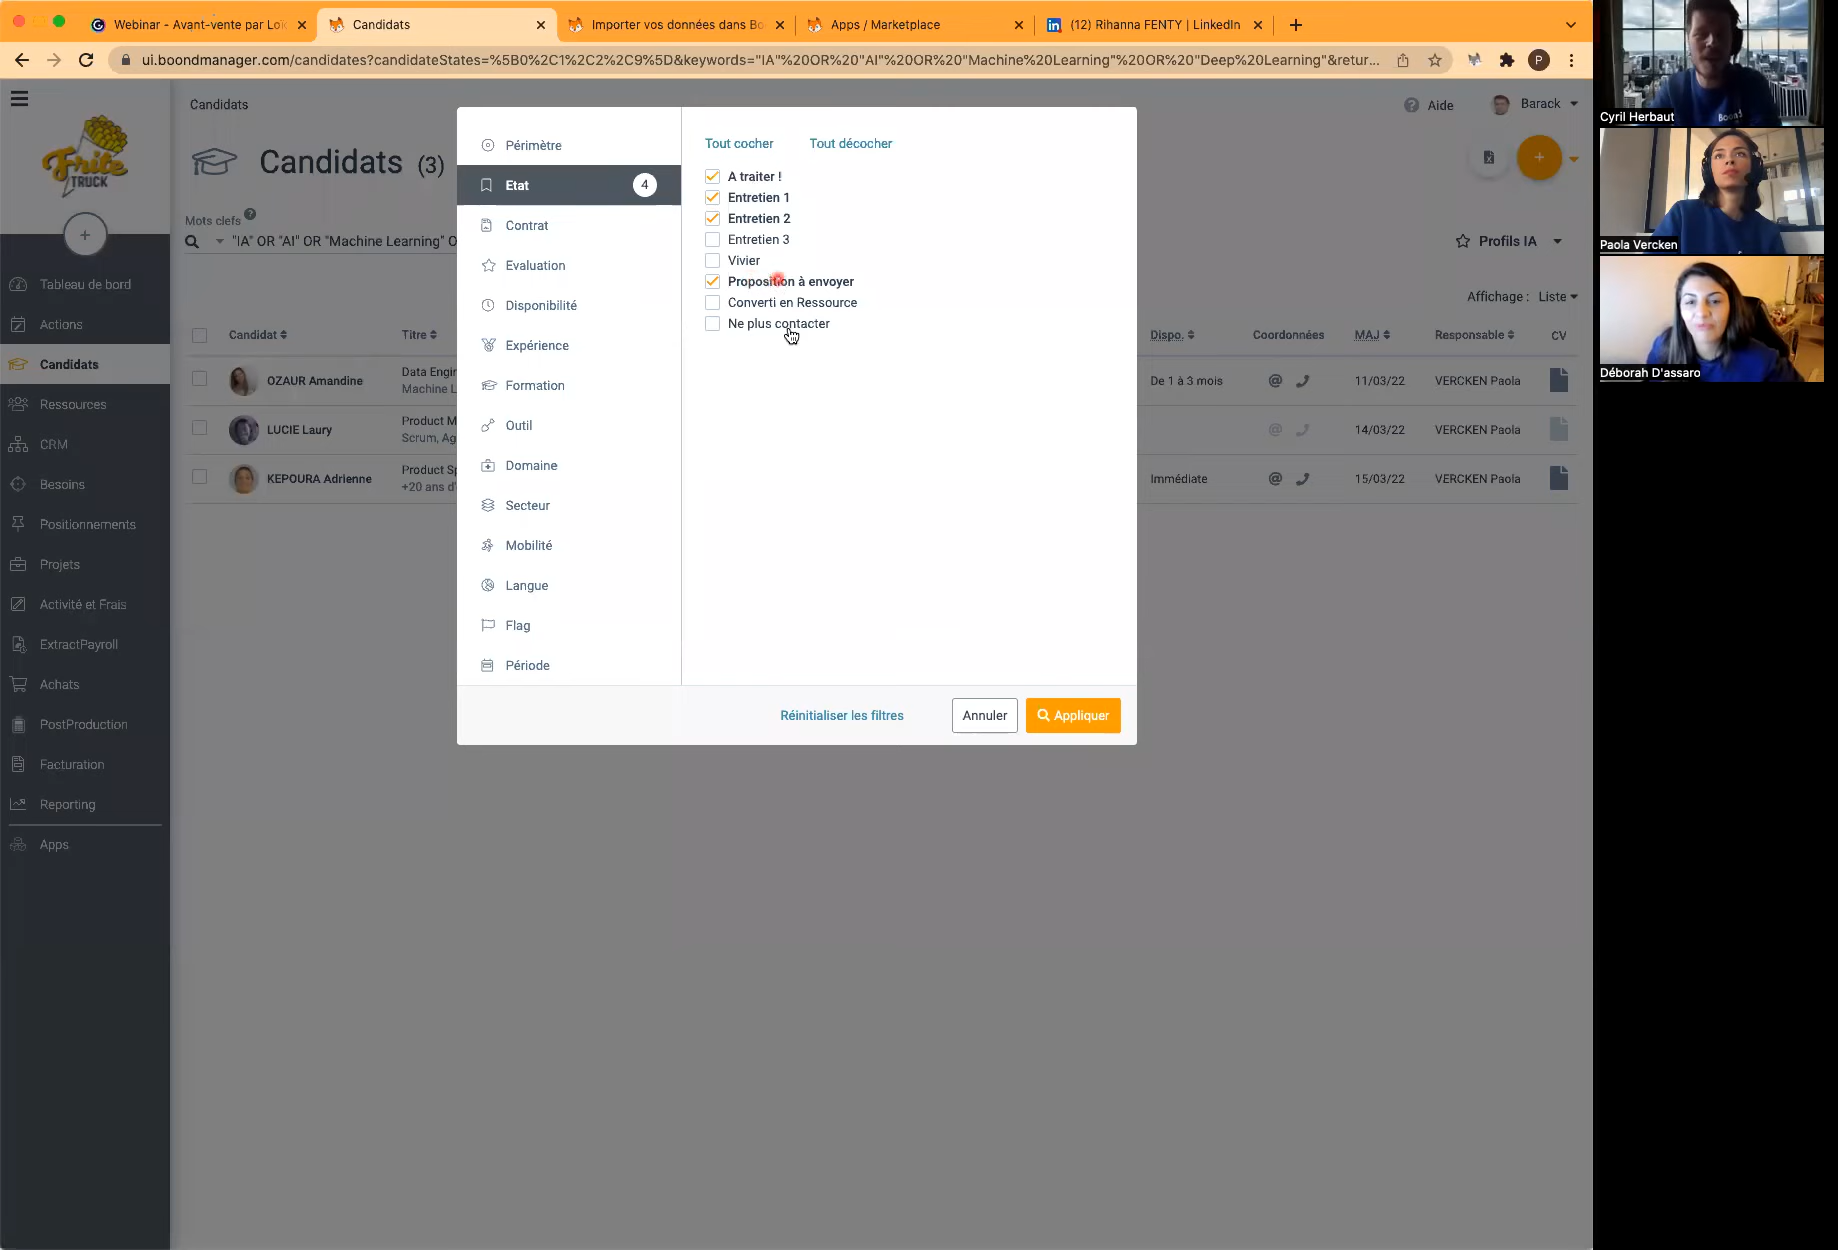 Webinar - Avant-vente par Loï
Candidats
Importer vos données dans Bo
Apps / Marketplace
(12) Rihanna FENTY | LinkedIn
ui.boondmanager.com/candidates?candidateStates=%5B0%2C1%2C2%2C9%5D&keywords="IA"%20OR%20"AI"%20OR%20"Machine%20Learning"%20OR%20"Deep%20Learning"&retur...
P
Frite
TRUCK
Tableau de bord
Actions
Candidats
Ressources
CRM
Besoins
Positionnements
Projets
Activité et Frais
ExtractPayroll
Achats
PostProduction
Facturation
Reporting
Apps
Candidats
Aide
Barack
Candidats (3)
Mots clefs
"IA" OR "AI" OR "Machine Learning" O
Profils IA
Affichage : Liste
Candidat
Titre
Dispo.
Coordonnées
MAJ
Responsable
CV
OZAUR Amandine
Data Engi
Machine L
De 1 à 3 mois
11/03/22
VERCKEN Paola
LUCIE Laury
Product M
Scrum, Ag
14/03/22
VERCKEN Paola
KEPOURA Adrienne
Product Sp
+20 ans d'
Immédiate
15/03/22
VERCKEN Paola
Périmètre
Etat
4
Contrat
Evaluation
Disponibilité
Expérience
Formation
Outil
Domaine
Secteur
Mobilité
Langue
Flag
Période
Tout cocher
Tout décocher
A traiter !
Entretien 1
Entretien 2
Entretien 3
Vivier
Proposition à envoyer
Converti en Ressource
Ne plus contacter
Réinitialiser les filtres
Annuler
Appliquer
Cyril Herbaut
Paola Vercken
Déborah D'assaro